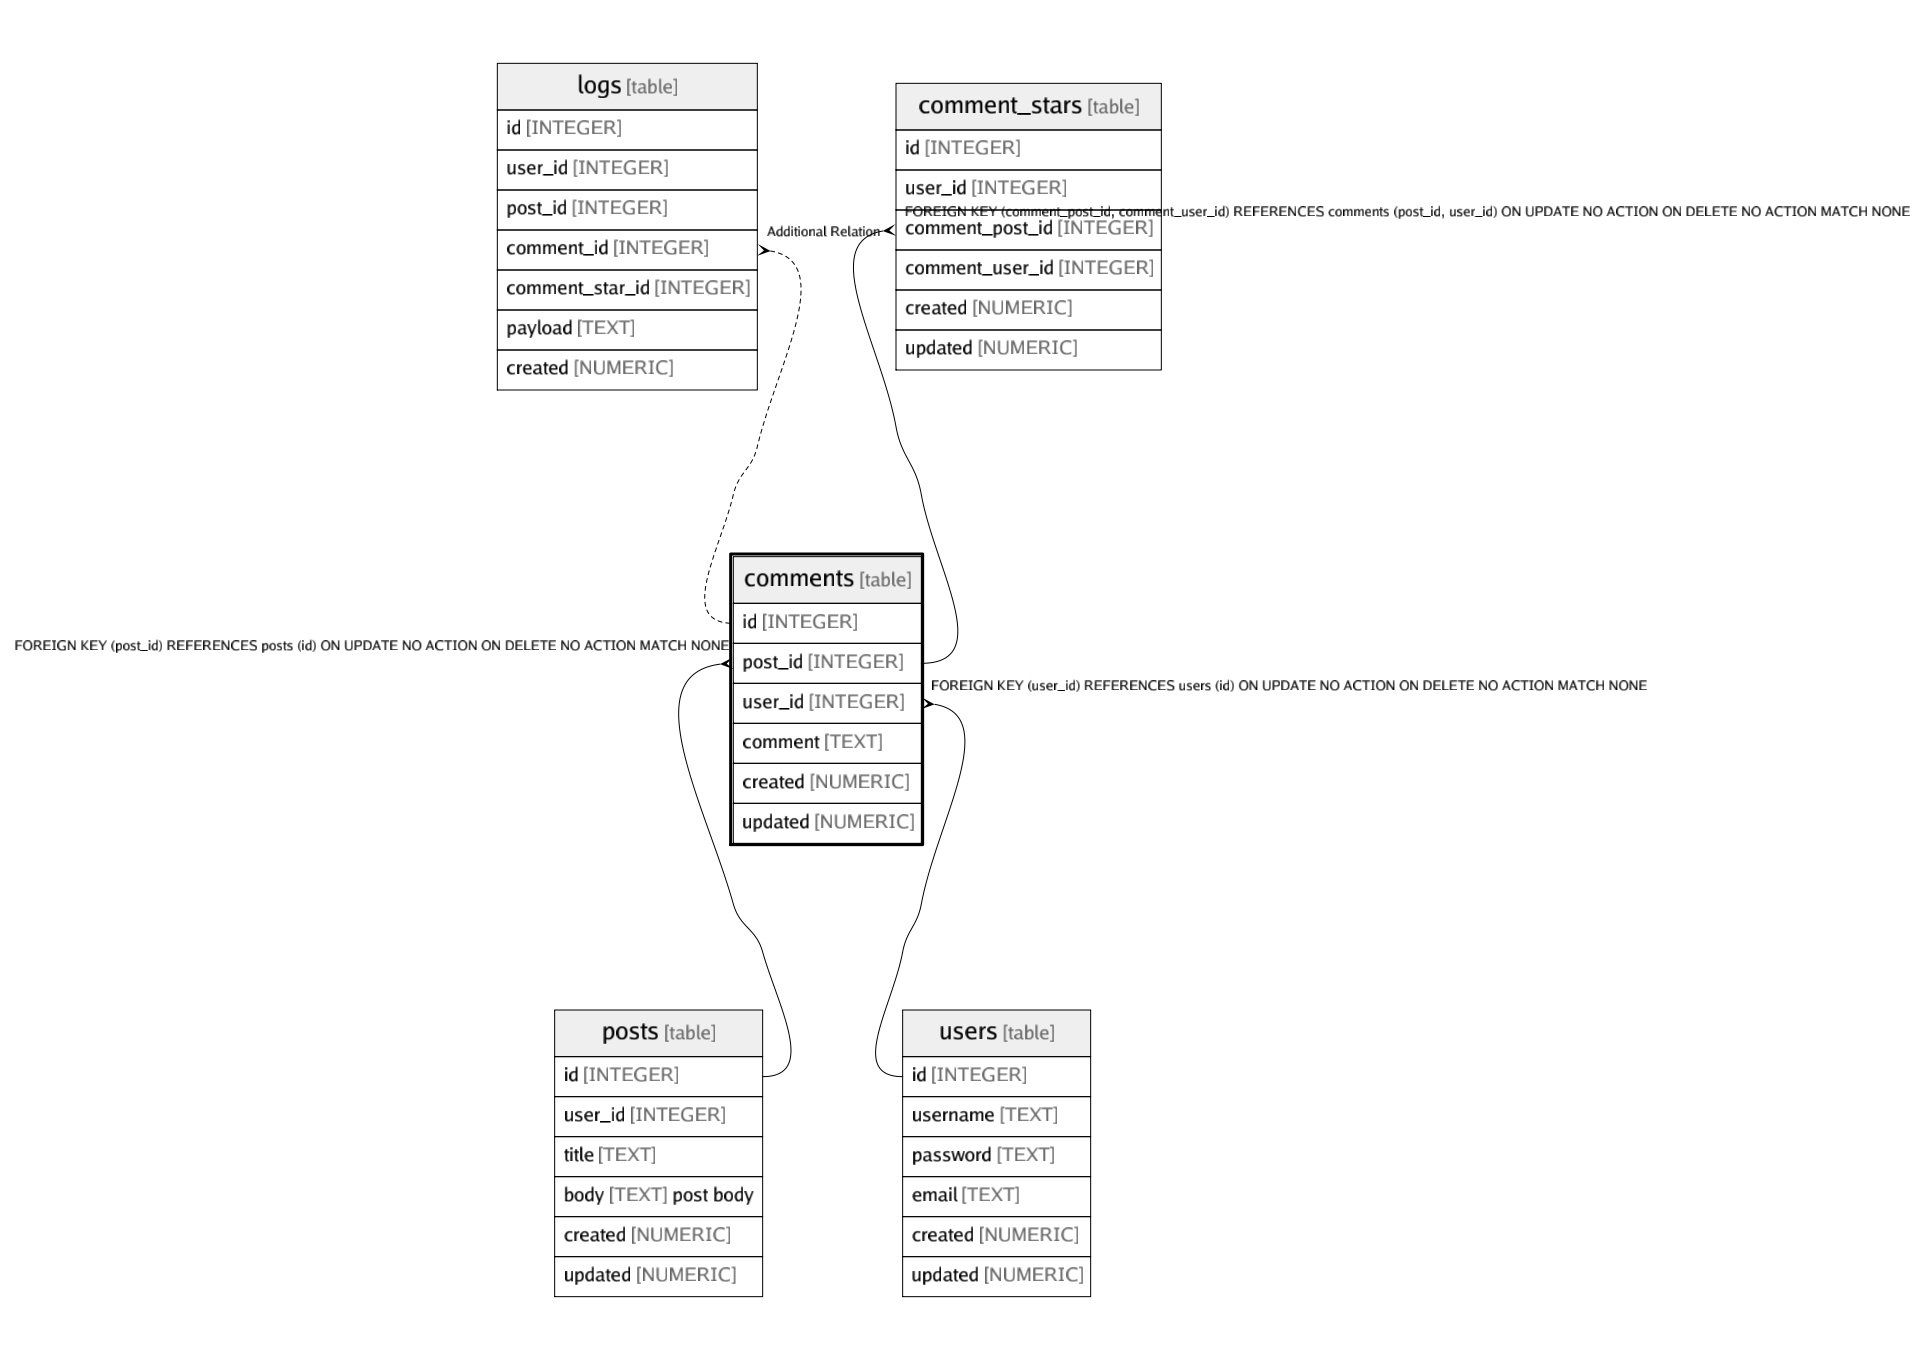 logs [table]
id [INTEGER]
user_id [INTEGER]
post_id [INTEGER]
comment_id [INTEGER]
comment_star_id [INTEGER]
payload [TEXT]
created [NUMERIC]
Additional Relation
comment_stars [table]
id [INTEGER]
user_id [INTEGER]
FOREIGN KEY (comment_post_id, comment_user_id) REFERENCES comments (post_id, user_id) ON UPDATE NO ACTION ON DELETE NO ACTION MATCH NONE
comment_post_id [INTEGER]
comment_user_id [INTEGER]
created [NUMERIC]
updated [NUMERIC]
comments [table]
id [INTEGER]
FOREIGN KEY (post_id) REFERENCES posts (id) ON UPDATE NO ACTION ON DELETE NO ACTION MATCH NONE
post_id [INTEGER]
FOREIGN KEY (user_id) REFERENCES users (id) ON UPDATE NO ACTION ON DELETE NO ACTION MATCH NONE
user_id [INTEGER]
comment [TEXT]
created [NUMERIC]
updated [NUMERIC]
posts [table]
id [INTEGER]
user_id [INTEGER]
title [TEXT]
body [TEXT] post body
created [NUMERIC]
updated [NUMERIC]
users [table]
id [INTEGER]
username [TEXT]
password [TEXT]
email [TEXT]
created [NUMERIC]
updated [NUMERIC]